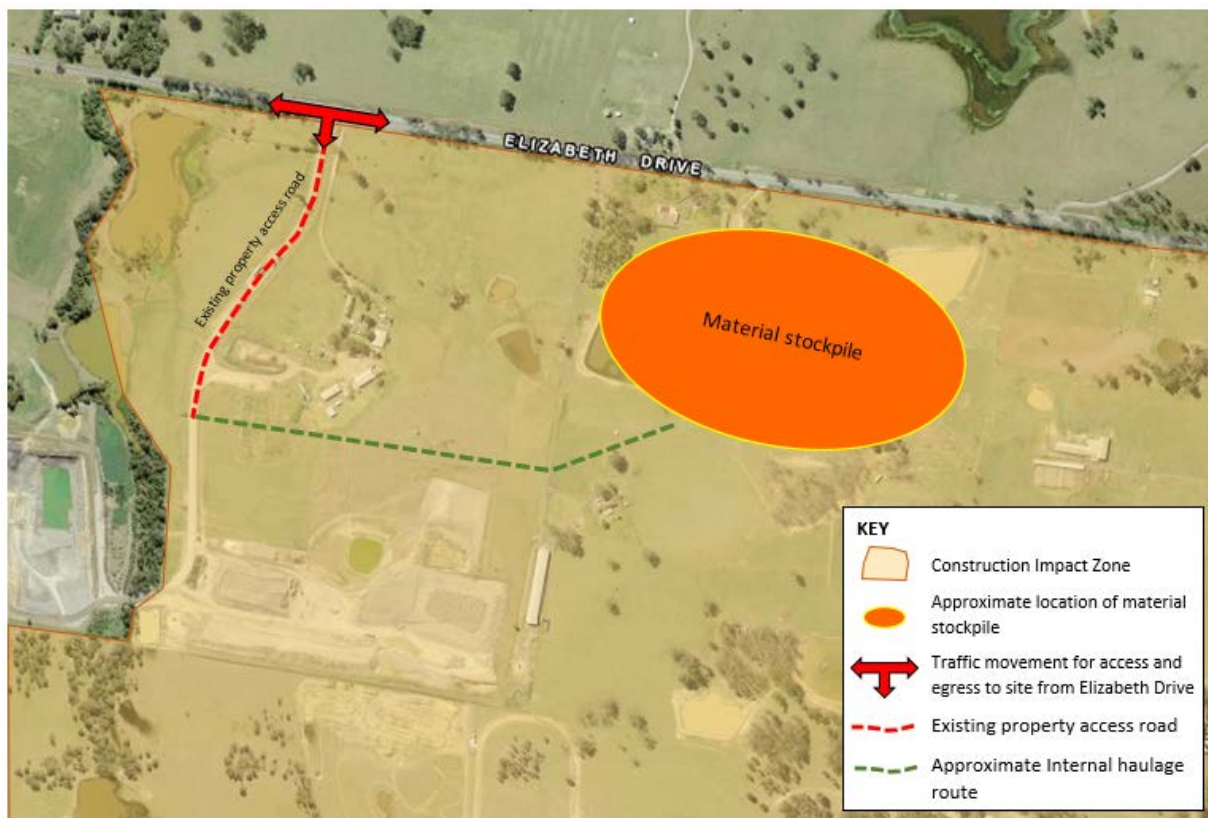 ELIZABETH DRIVE
Existing property access road
Material stockpile
KEY
Construction Impact Zone
Approximate location of material
stockpile
Traffic movement for access and
egress to site from Elizabeth Drive
Existing property access road
Approximate Internal haulage
route